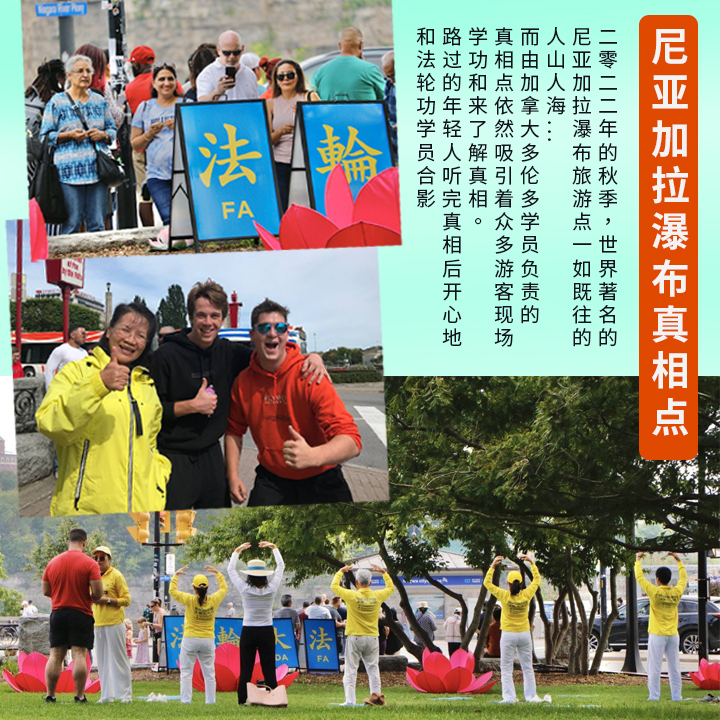 尼亚加拉瀑布真相点
二零二二年的秋季，世界著名的
尼亚加拉瀑布旅游点一如既往的
人山人海…
而由加拿大多伦多学员负责的
真相点依然吸引着众多游客现场
学功和来了解真相。
路过的年轻人听完真相后开心地
和法轮功学员合影
Niagara River Pkwy
法
FA
輪
法 輪 大 法
DA
FA